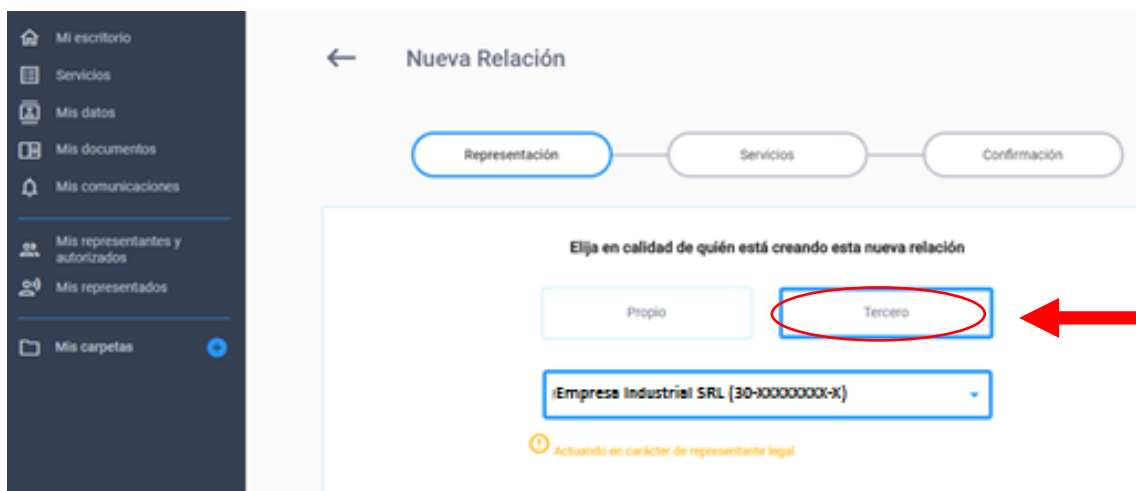 Mi escritorio
Servicios
Mis datos
Mis documentos
Mis comunicaciones
Mis representantes y
autorizados
Mis representados
Mis carpetas
Nueva Relación
Representación
Servicios
Confirmación
Elija en calidad de quién está creando esta nueva relación
Propio
Tercero
Empresa Industrial SRL (30-XXXXXXXX-X)
Actuando en carácter de representante legal